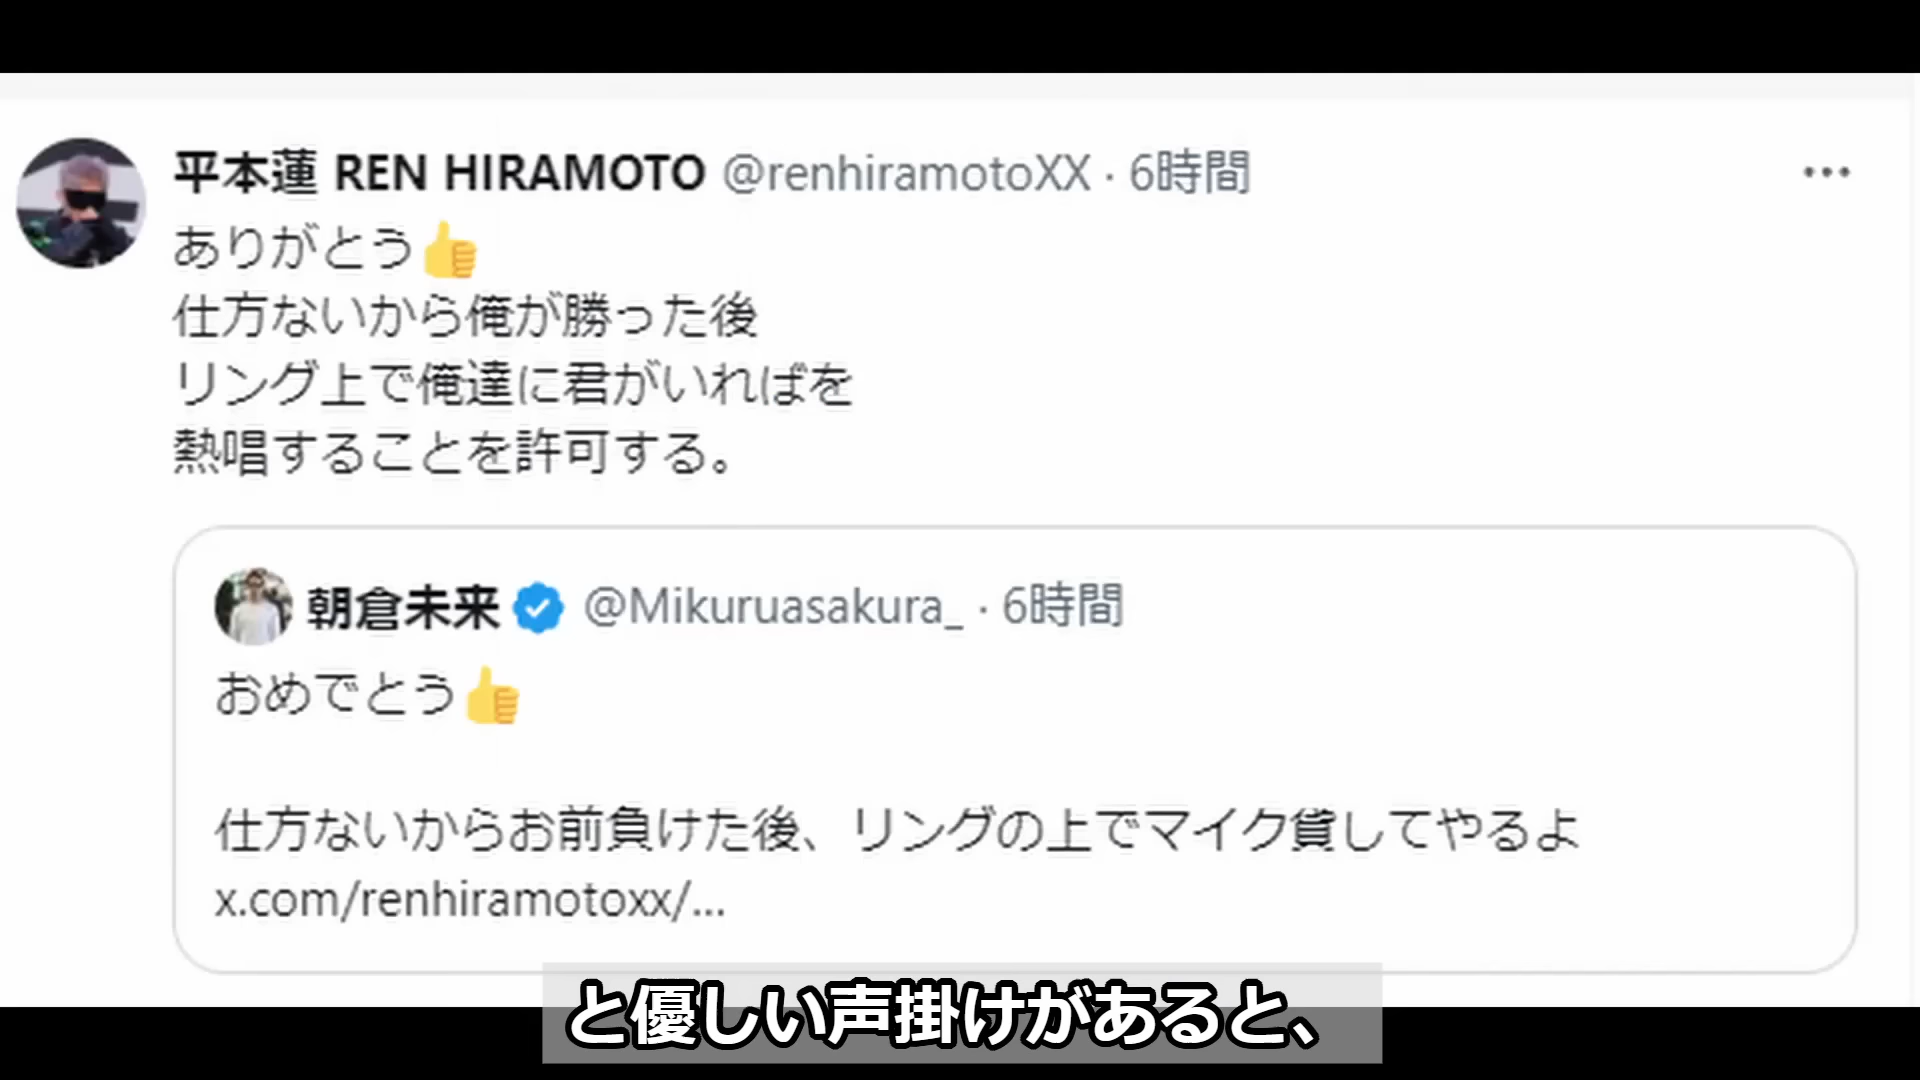 平本蓮 REN HIRAMOTO @renhiramotoXX · 6時間
ありがとう👍
仕方ないから俺が勝った後
リング上で俺達に君がいればを
熱唱することを許可する。
朝倉未来 @Mikuruasakura_ · 6時間
おめでとう👍
仕方ないからお前負けた後、リングの上でマイク貸してやるよ
x.com/renhiramotoxx/...
と優しい声掛けがあると、